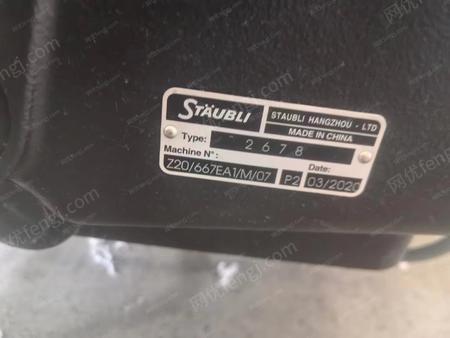 STÄUBLI
STAUBLI HANGZHOU - LTD
MADE IN CHINA
Type: 2678
Machine N°:
Date:
Z20/667EA1/M/07 P2 03/2020